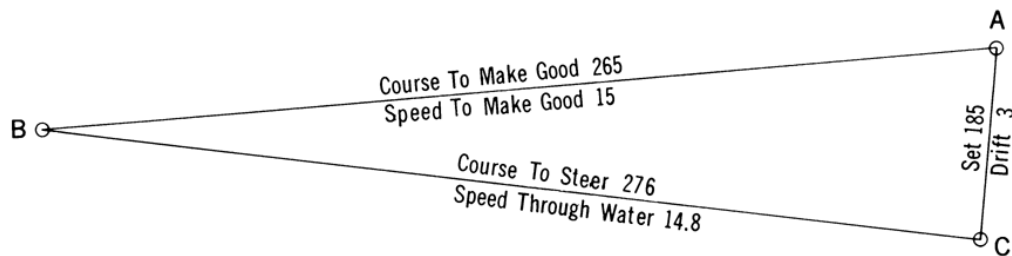 A
Course To Make Good 265
Speed To Make Good 15
B
Set 185
Drift 3
Course To Steer 276
Speed Through Water 14.8
C